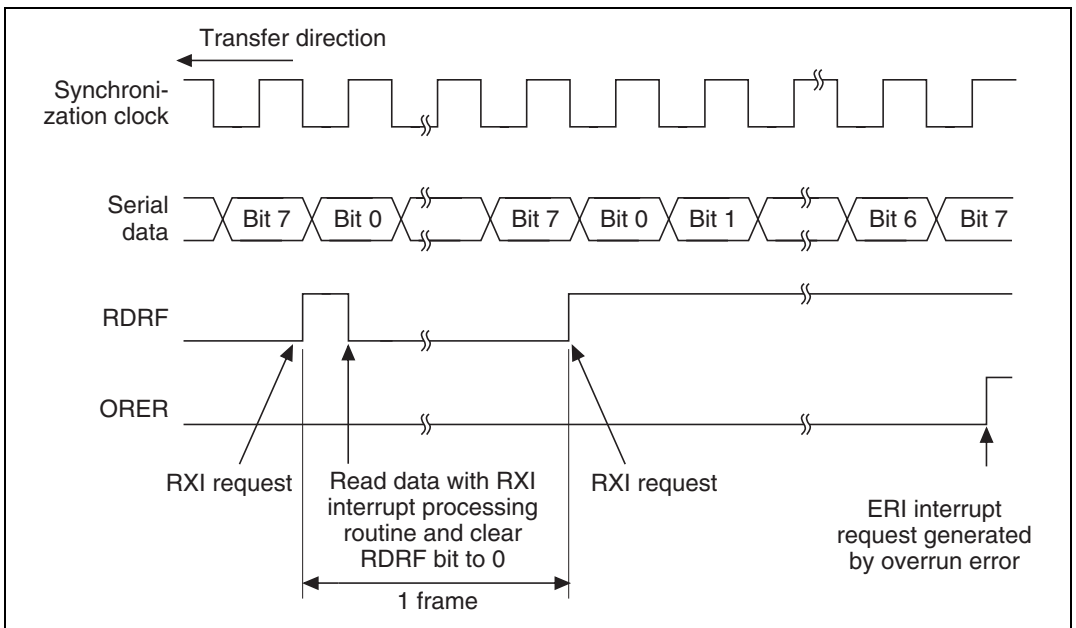 Transfer direction
Synchroni-
zation clock
Serial
data
Bit 7 Bit 0 Bit 7 Bit 0 Bit 1 Bit 6 Bit 7
RDRF
ORER
RXI request
Read data with RXI
interrupt processing
routine and clear
RDRF bit to 0
RXI request
ERI interrupt
request generated
by overrun error
1 frame